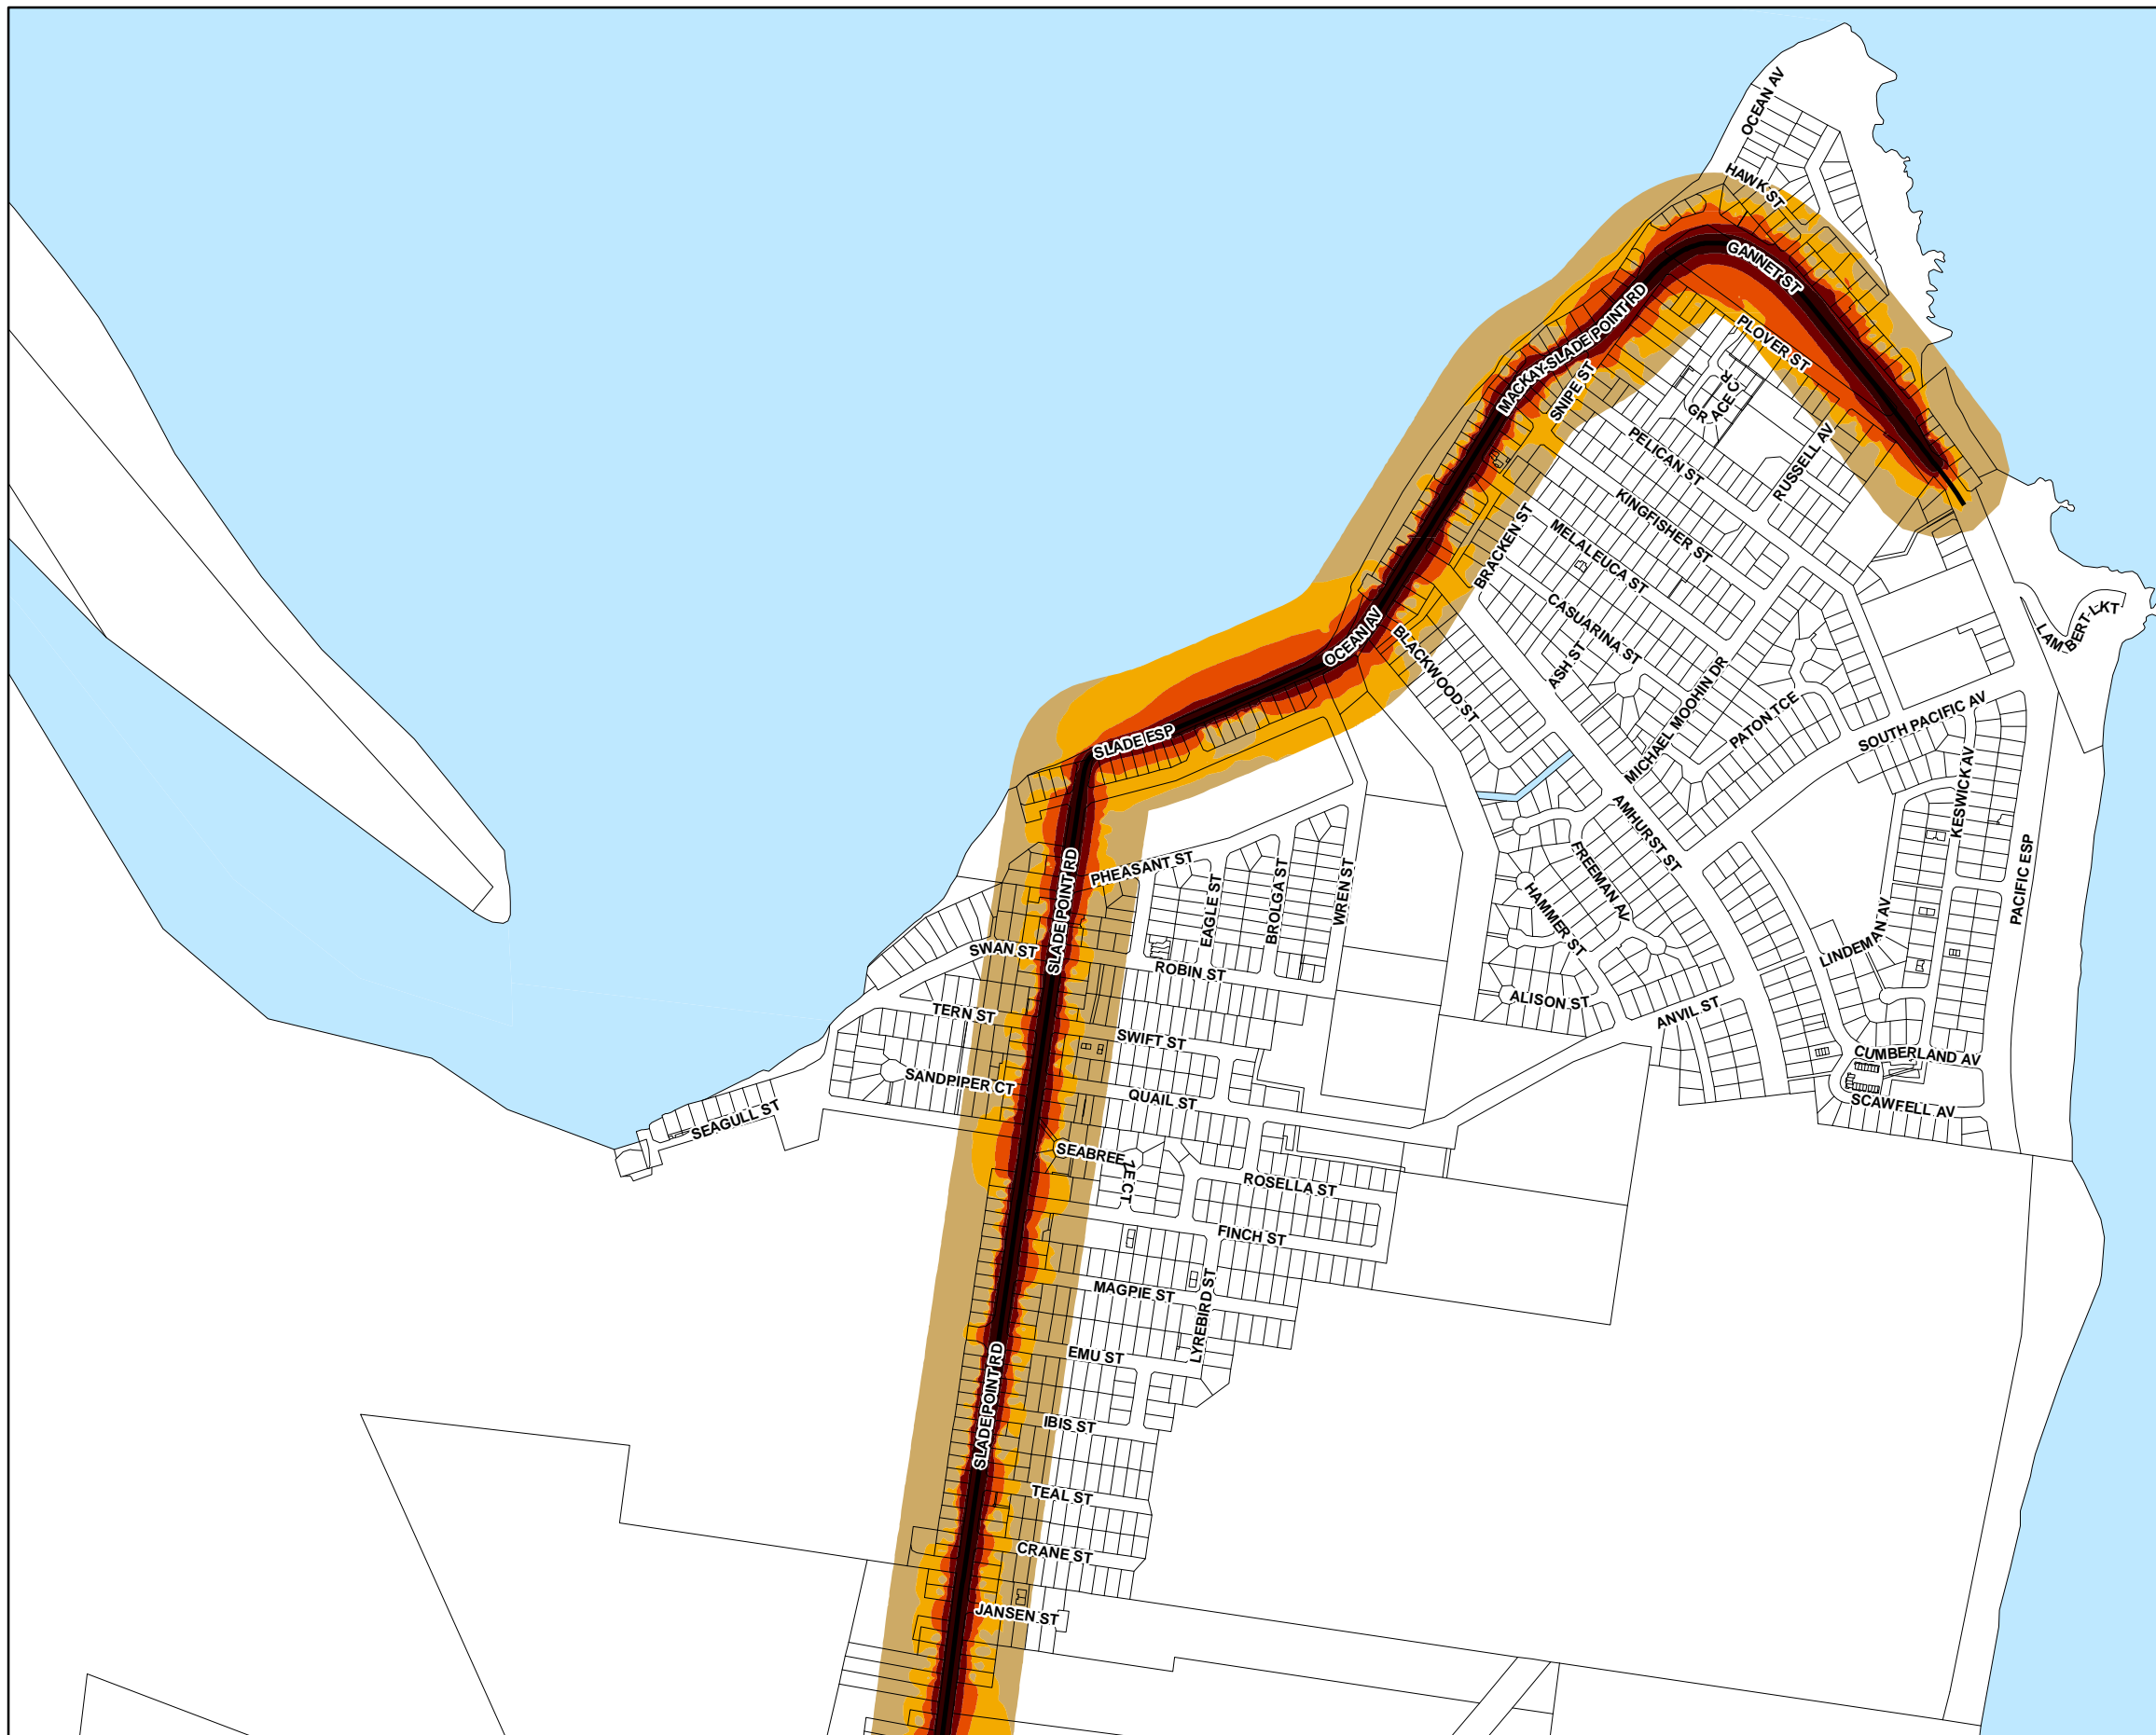 OCEAN AV
HAWK ST
GANNET ST
MACKAY-SLADE POINT RD
PLOVER ST
SNIPE ST
GRACE CR
PELICAN ST
RUSSELL AV
KINGFISHER ST
MELALEUCA ST
BRACKEN ST
CASUARINA ST
LAMBERT LKT
OCEAN AV
BLACKWOOD ST
ASH ST
MICHAEL MOOHIN DR
PATON TCE
SOUTH PACIFIC AV
SLADE ESP
KESWICK AV
AMHURST ST
PHEASANT ST
SLADE POINT RD
EAGLE ST
BROLGA ST
WREN ST
FREEMAN AV
HAMMER ST
PACIFIC ESP
LINDEMAN AV
SWAN ST
ROBIN ST
ALISON ST
ANVIL ST
TERN ST
SWIFT ST
CUMBERLAND AV
SANDPIPER CT
QUAIL ST
SCAWFELL AV
SEAGULL ST
SEABREEZE CT
ROSELLA ST
FINCH ST
MAGPIE ST
LYREBIRD ST
EMU ST
SLADE POINT RD
IBIS ST
TEAL ST
CRANE ST
JANSEN ST